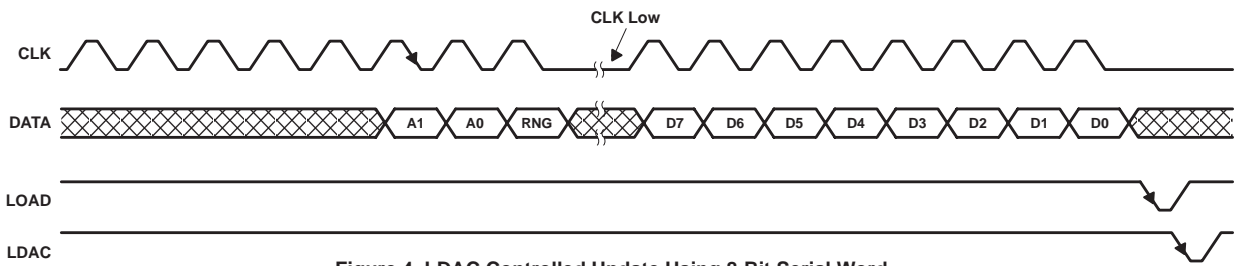 CLK Low
CLK
DATA A1 A0 RNG D7 D6 D5 D4 D3 D2 D1 D0
LOAD
LDAC
Figure 4. LDAC Controlled Update Using 8-Bit Serial Word